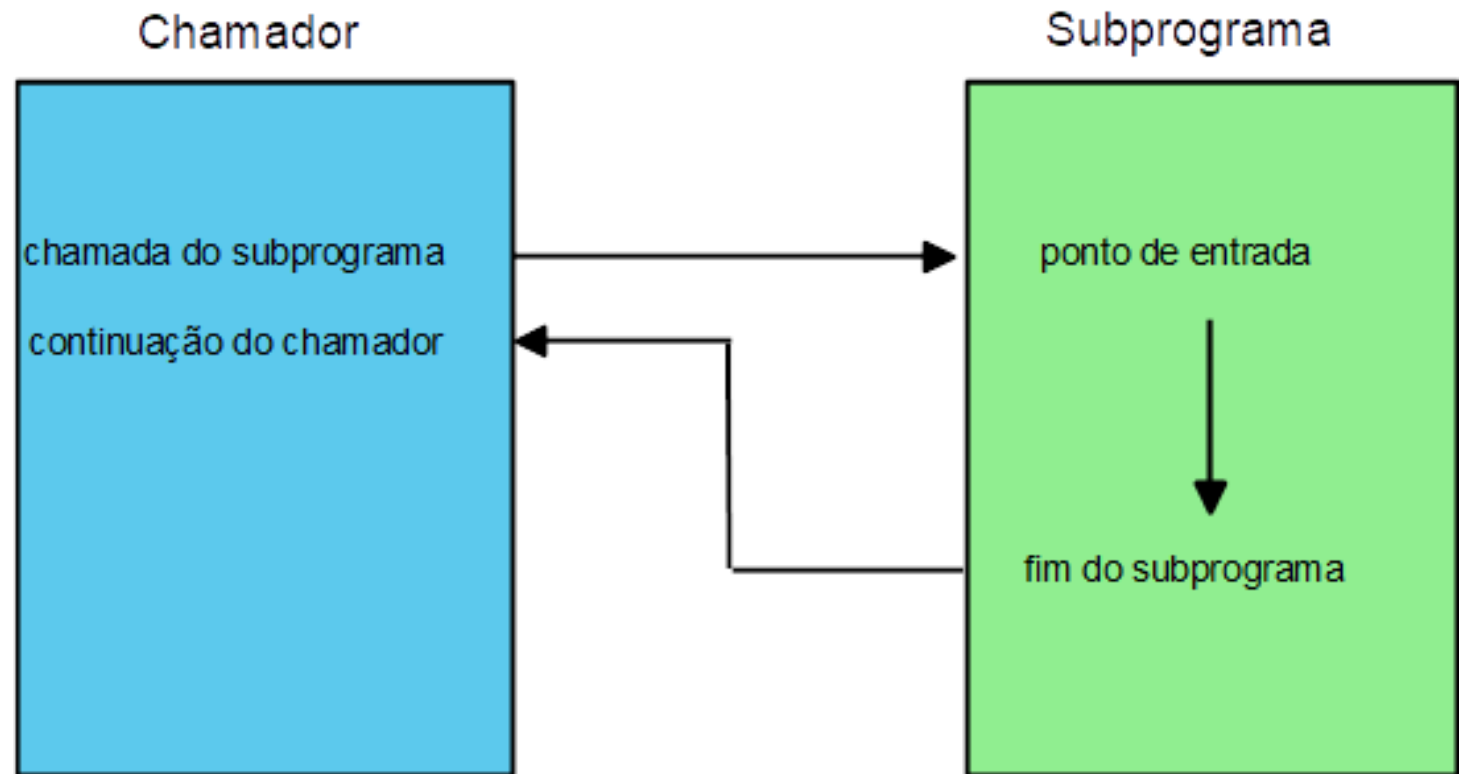 Chamador
Subprograma
chamada do subprograma
ponto de entrada
continuação do chamador
fim do subprograma